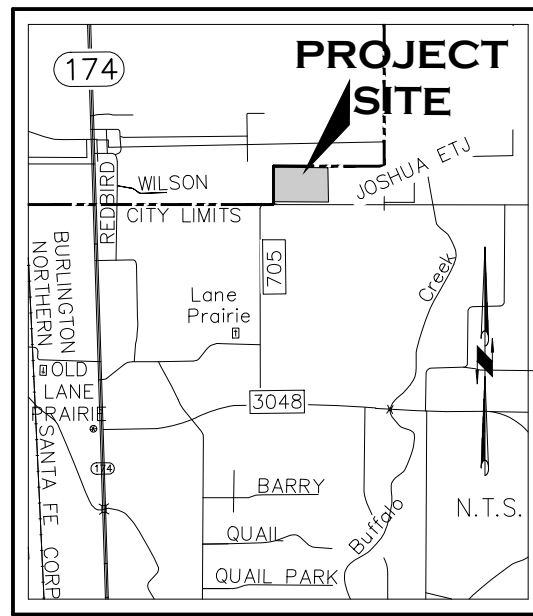 PROJECT
SITE
174
JOSHUA ETJ
WILSON
REDBIRD
CITY LIMITS
705
BURLINGTON
NORTHERN
Lane
Prairie
Creek
OLD
LANE
PRAIRIE
3048
SANTA FE CORP
174
BARRY
N.T.S.
QUAIL
Buffalo
QUAIL PARK